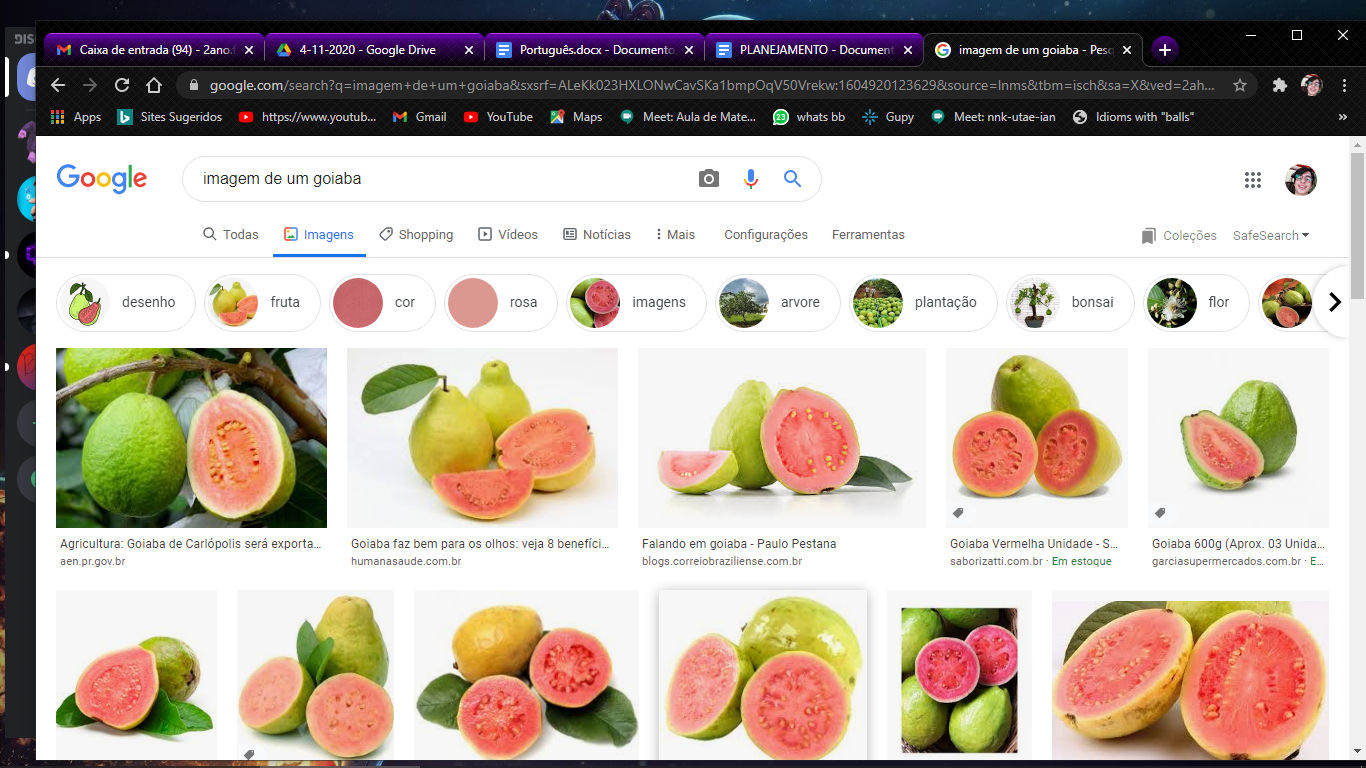 DIS
Caixa de entrada (94) - 2ano.f
4-11-2020 - Google Drive
Português.docx - Documento
PLANEJAMENTO - Document
imagem de um goiaba - Pesq
google.com/search?q=imagem+de+um+goiaba&sxsrf=ALeKk023HXLONwCavSKa1bmpOqV50Vrekw:1604920123629&source=lnms&tbm=isch&sa=X&ved=2ah...
Apps
Sites Sugeridos
https://www.youtub...
Gmail
YouTube
Maps
Meet: Aula de Mate...
23
whats bb
Gupy
Meet: nnk-utae-ian
Idioms with "balls"
»
Google
imagem de um goiaba
Todas
Imagens
Shopping
Vídeos
Notícias
Mais
Configurações
Ferramentas
Coleções
SafeSearch
desenho
fruta
cor
rosa
imagens
arvore
plantação
bonsai
flor
Agricultura: Goiaba de Carlópolis será exporta...
aen.pr.gov.br
Goiaba faz bem para os olhos: veja 8 benefíci...
humanasaude.com.br
Falando em goiaba - Paulo Pestana
blogs.correiobraziliense.com.br
Goiaba Vermelha Unidade - S...
saborizatti.com.br · Em estoque
Goiaba 600g (Aprox. 03 Unida...
garciasupermercados.com.br · E...